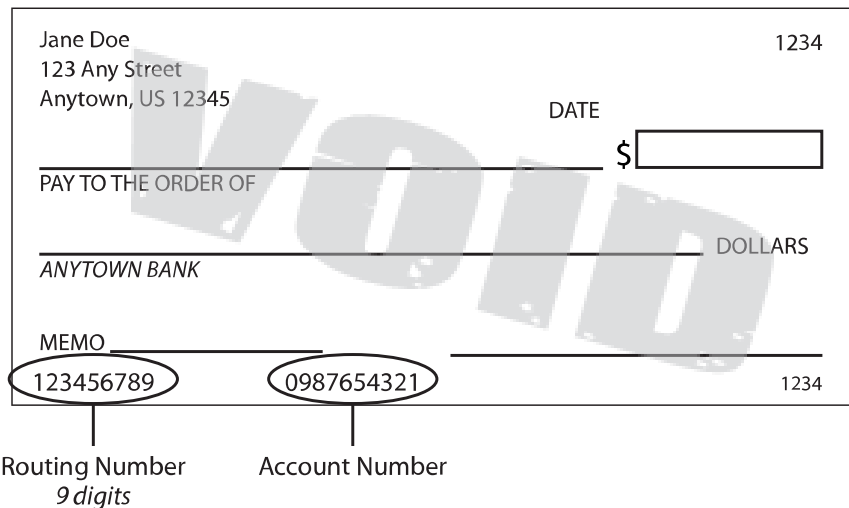 Jane Doe 1234
123 Any Street
Anytown, US 12345
DATE
$
PAY TO THE ORDER OF
DOLLARS
ANYTOWN BANK
VOID
MEMO
123456789 0987654321 1234
Routing Number Account Number
9 digits